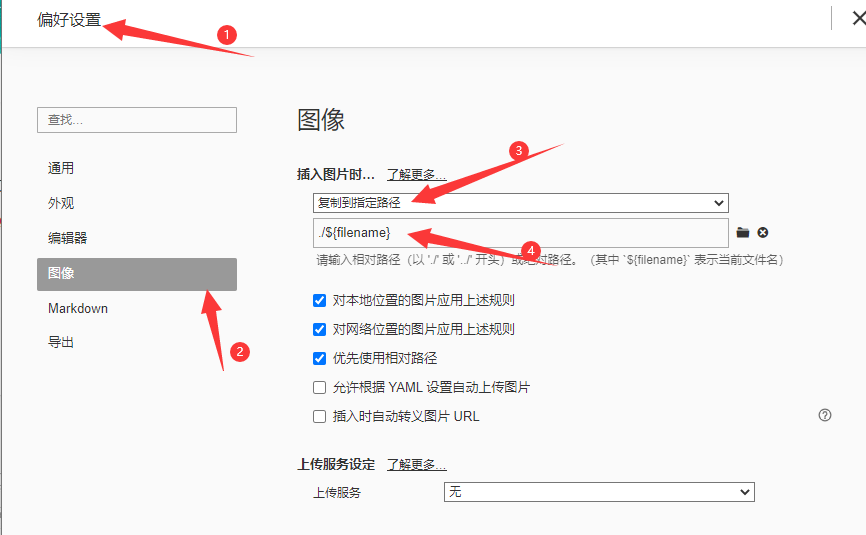 偏好设置
1
查找...
图像
通用
插入图片时... 了解更多...
3
外观
复制到指定路径
编辑器
./${filename}
4
请输入相对路径（以 './' 或 '../' 开头）或绝对路径。（其中 `${filename}` 表示当前文件名）
图像
对本地位置的图片应用上述规则
Markdown
对网络位置的图片应用上述规则
导出
2
优先使用相对路径
允许根据 YAML 设置自动上传图片
插入时自动转义图片 URL
上传服务设定 了解更多...
上传服务 无